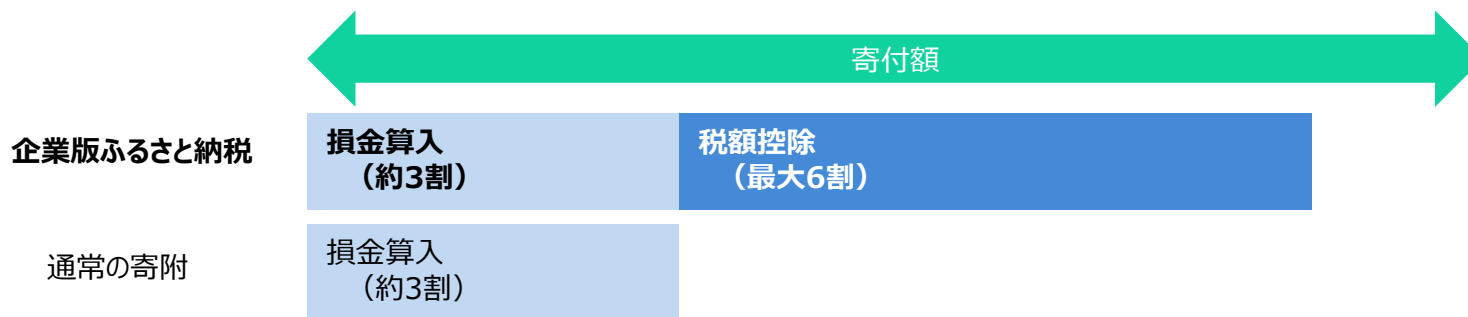 寄付額
企業版ふるさと納税
損金算入
（約3割）
税額控除
（最大6割）
通常の寄附
損金算入
（約3割）